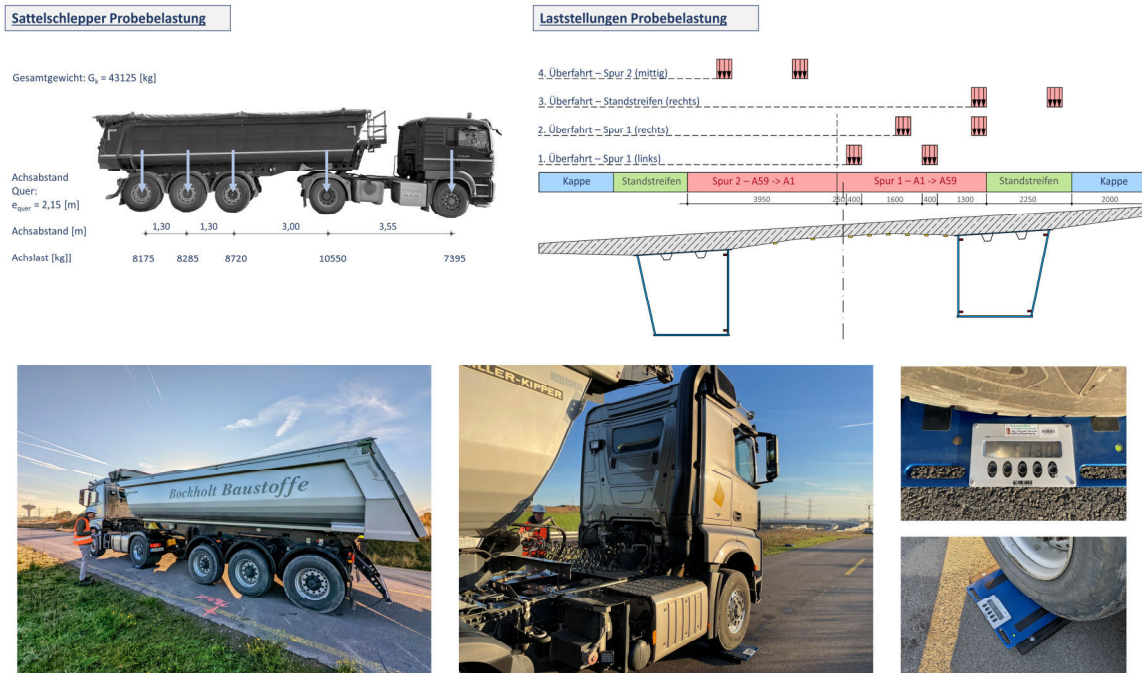 Sattelschlepper Probebelastung
Gesamtgewicht: Gk = 43125 [kg]
Achsabstand
Quer:
equer = 2,15 [m]
Achsabstand [m]
1,30
1,30
3,00
3,55
Achslast [kg]]
8175
8285
8720
10550
7395
Laststellungen Probebelastung
4. Überfahrt – Spur 2 (mittig)
3. Überfahrt – Standstreifen (rechts)
2. Überfahrt – Spur 1 (rechts)
1. Überfahrt – Spur 1 (links)
Kappe
Standstreifen
Spur 2 – A59 -> A1
Spur 1 – A1 -> A59
Standstreifen
Kappe
3950
250
400
1600
400
1300
2250
2000
Bockholt Baustoffe
LLER-KIPPER